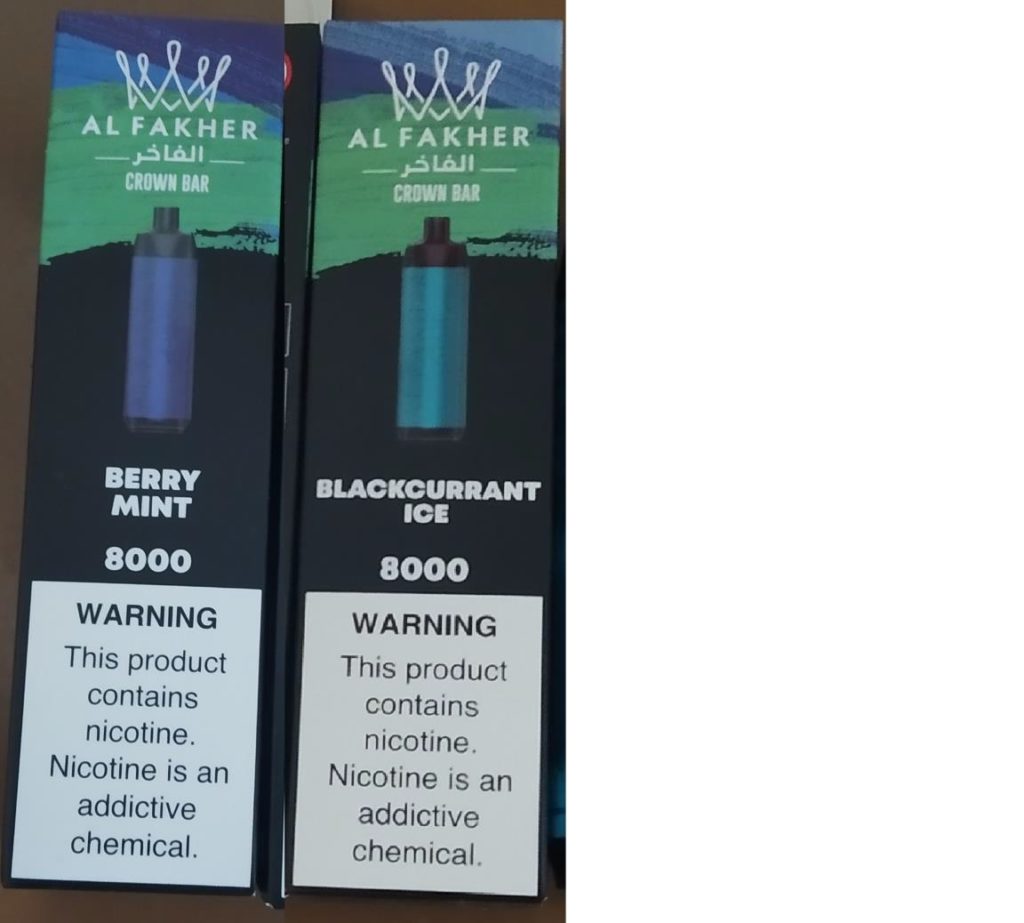 AL FAKHER
الفاخر
CROWN BAR
BERRY
MINT
8000
WARNING
This product
contains
nicotine.
Nicotine is an
addictive
chemical.
AL FAKHER
الفاخر
CROWN BAR
BLACKCURRANT
ICE
8000
WARNING
This product
contains
nicotine.
Nicotine is an
addictive
chemical.